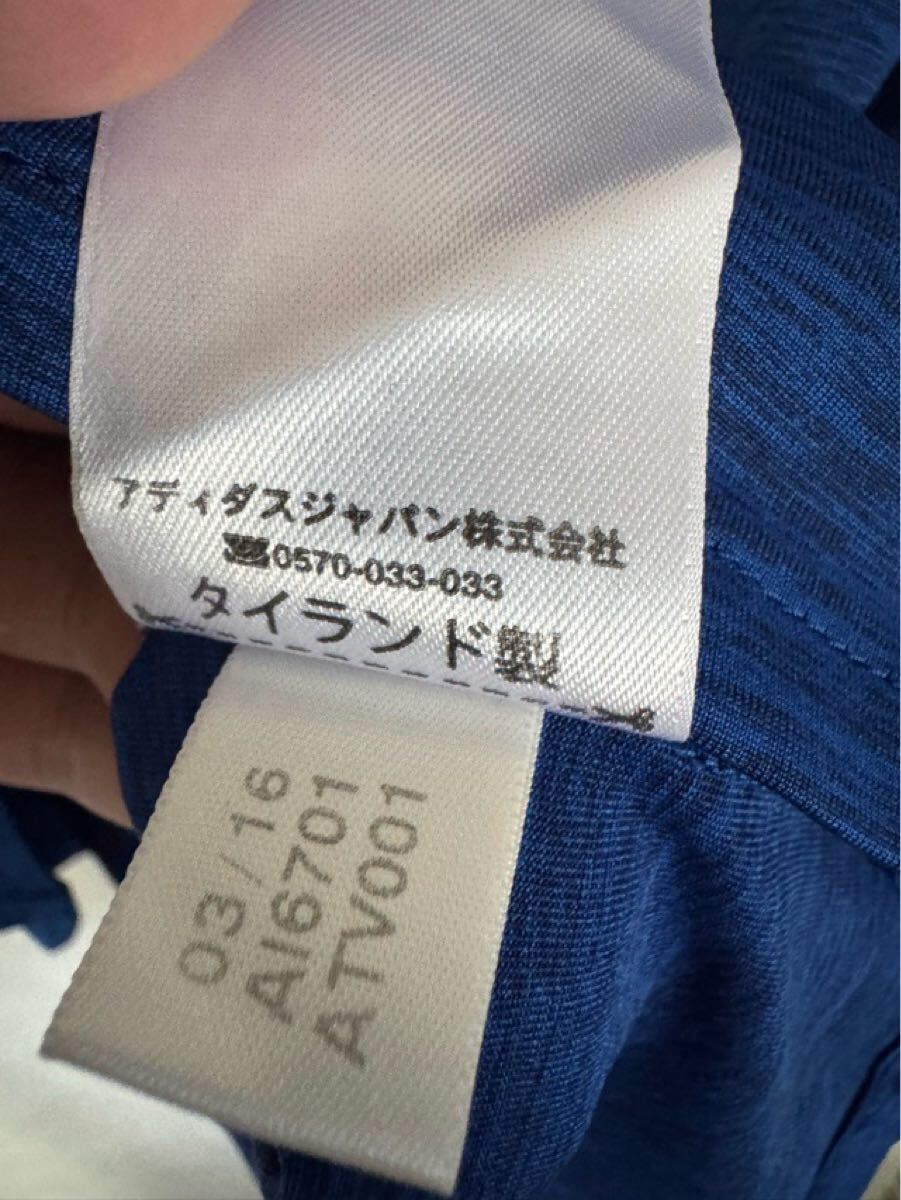 アディダスジャパン株式会社
☎0570-033-033
タイランド製
03/16
AI6701
ATV001